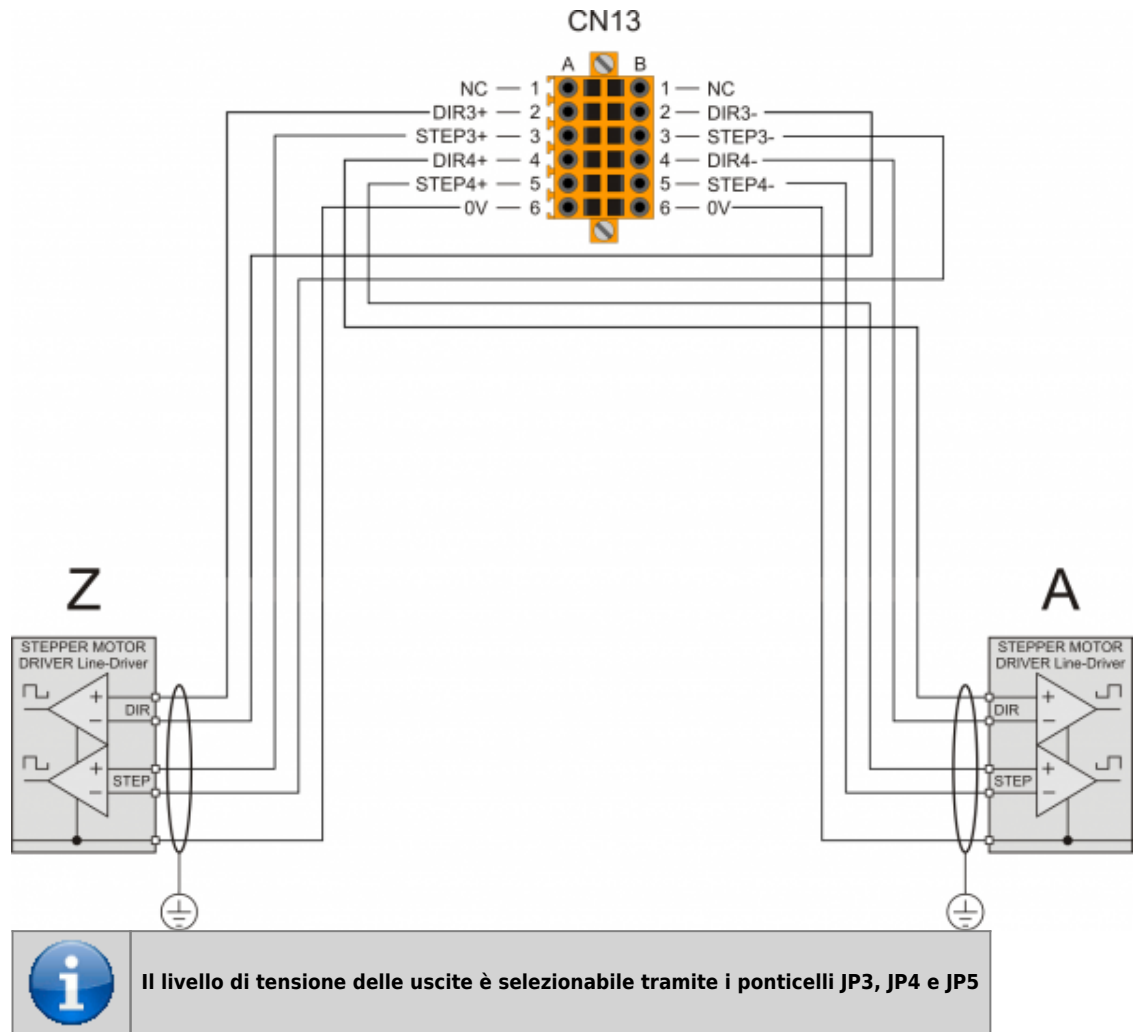 CN13
A B
NC — 1 1 — NC
DIR3+ — 2 2 — DIR3-
STEP3+ — 3 3 — STEP3-
DIR4+ — 4 4 — DIR4-
STEP4+ — 5 5 — STEP4-
0V — 6 6 — 0V
Z
STEPPER MOTOR
DRIVER Line-Driver
+
DIR
−
+
STEP
−
A
STEPPER MOTOR
DRIVER Line-Driver
+
DIR
−
+
STEP
−
i
Il livello di tensione delle uscite è selezionabile tramite i ponticelli JP3, JP4 e JP5